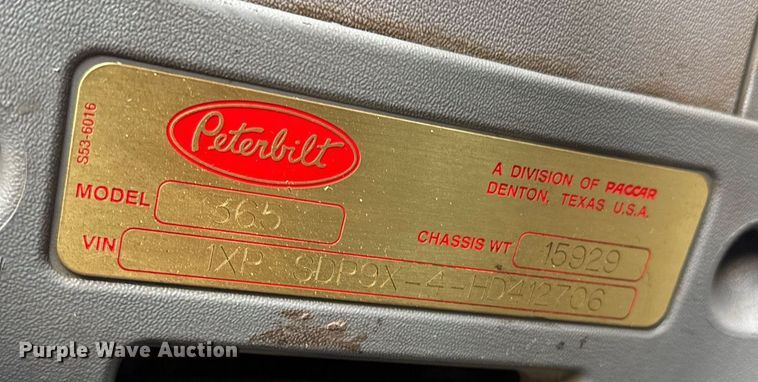 S53-6016
Peterbilt
A DIVISION OF PACCAR
DENTON, TEXAS U.S.A.
MODEL 365
CHASSIS WT 15929
VIN 1XP SDP9X-4-HD412706
Purple Wave Auction